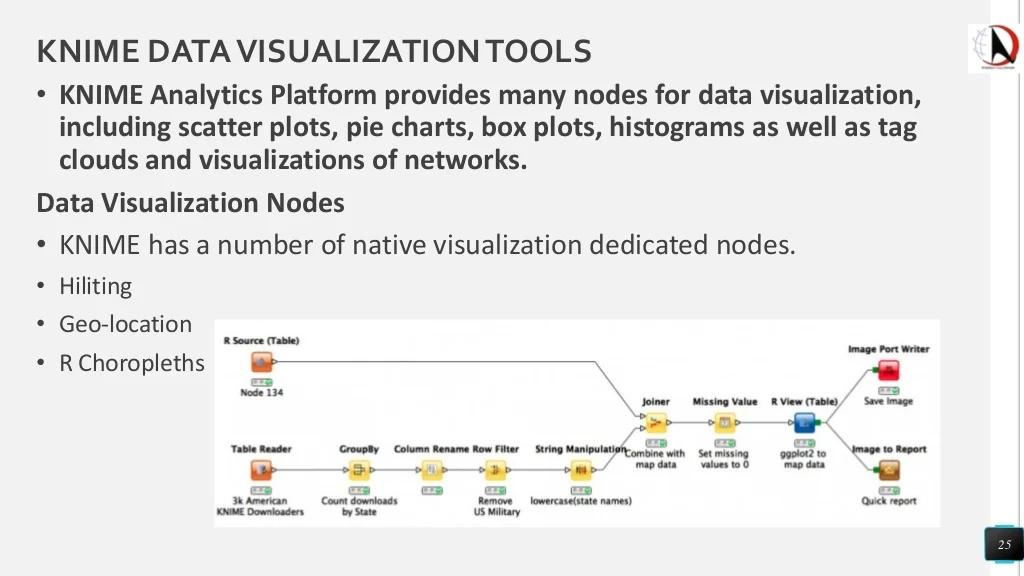 KNIME DATA VISUALIZATION TOOLS
• KNIME Analytics Platform provides many nodes for data visualization,
including scatter plots, pie charts, box plots, histograms as well as tag
clouds and visualizations of networks.
Data Visualization Nodes
• KNIME has a number of native visualization dedicated nodes.
• Hiliting
• Geo-location
• R Choropleths
R Source (Table)
Node 134
Image Port Writer
Save Image
Joiner
Combine with
map data
Missing Value
Set missing
values to 0
R View (Table)
ggplot2 to
map data
Table Reader
3k American
KNIME Downloaders
GroupBy
Count downloads
by State
Column Rename
Row Filter
Remove
US Military
String Manipulation
lowercase(state names)
Image to Report
Quick report
25